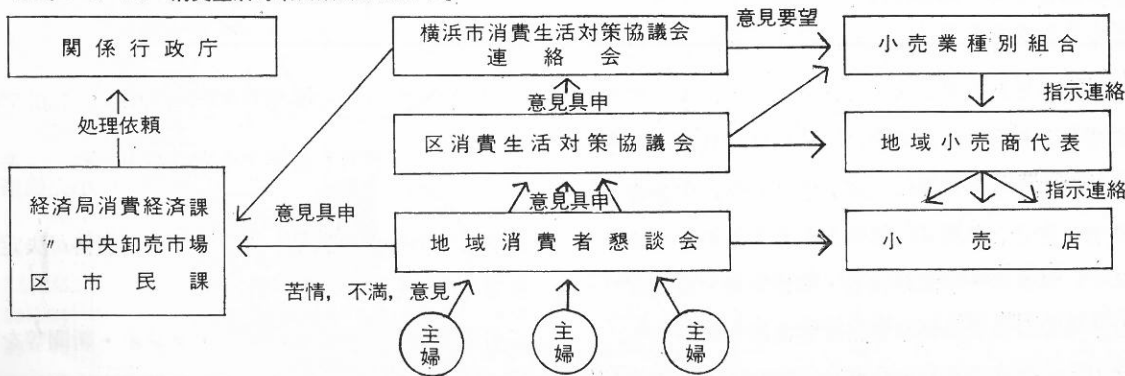 関係行政庁
横浜市消費生活対策協議会
連絡会
意見要望
小売業種別組合
処理依頼
意見具申
指示連絡
区消費生活対策協議会
地域小売商代表
経済局消費経済課
〃中央卸売市場
区市民課
意見具申
意見具申
指示連絡
地域消費者懇談会
小売店
苦情,不満,意見
主婦
主婦
主婦